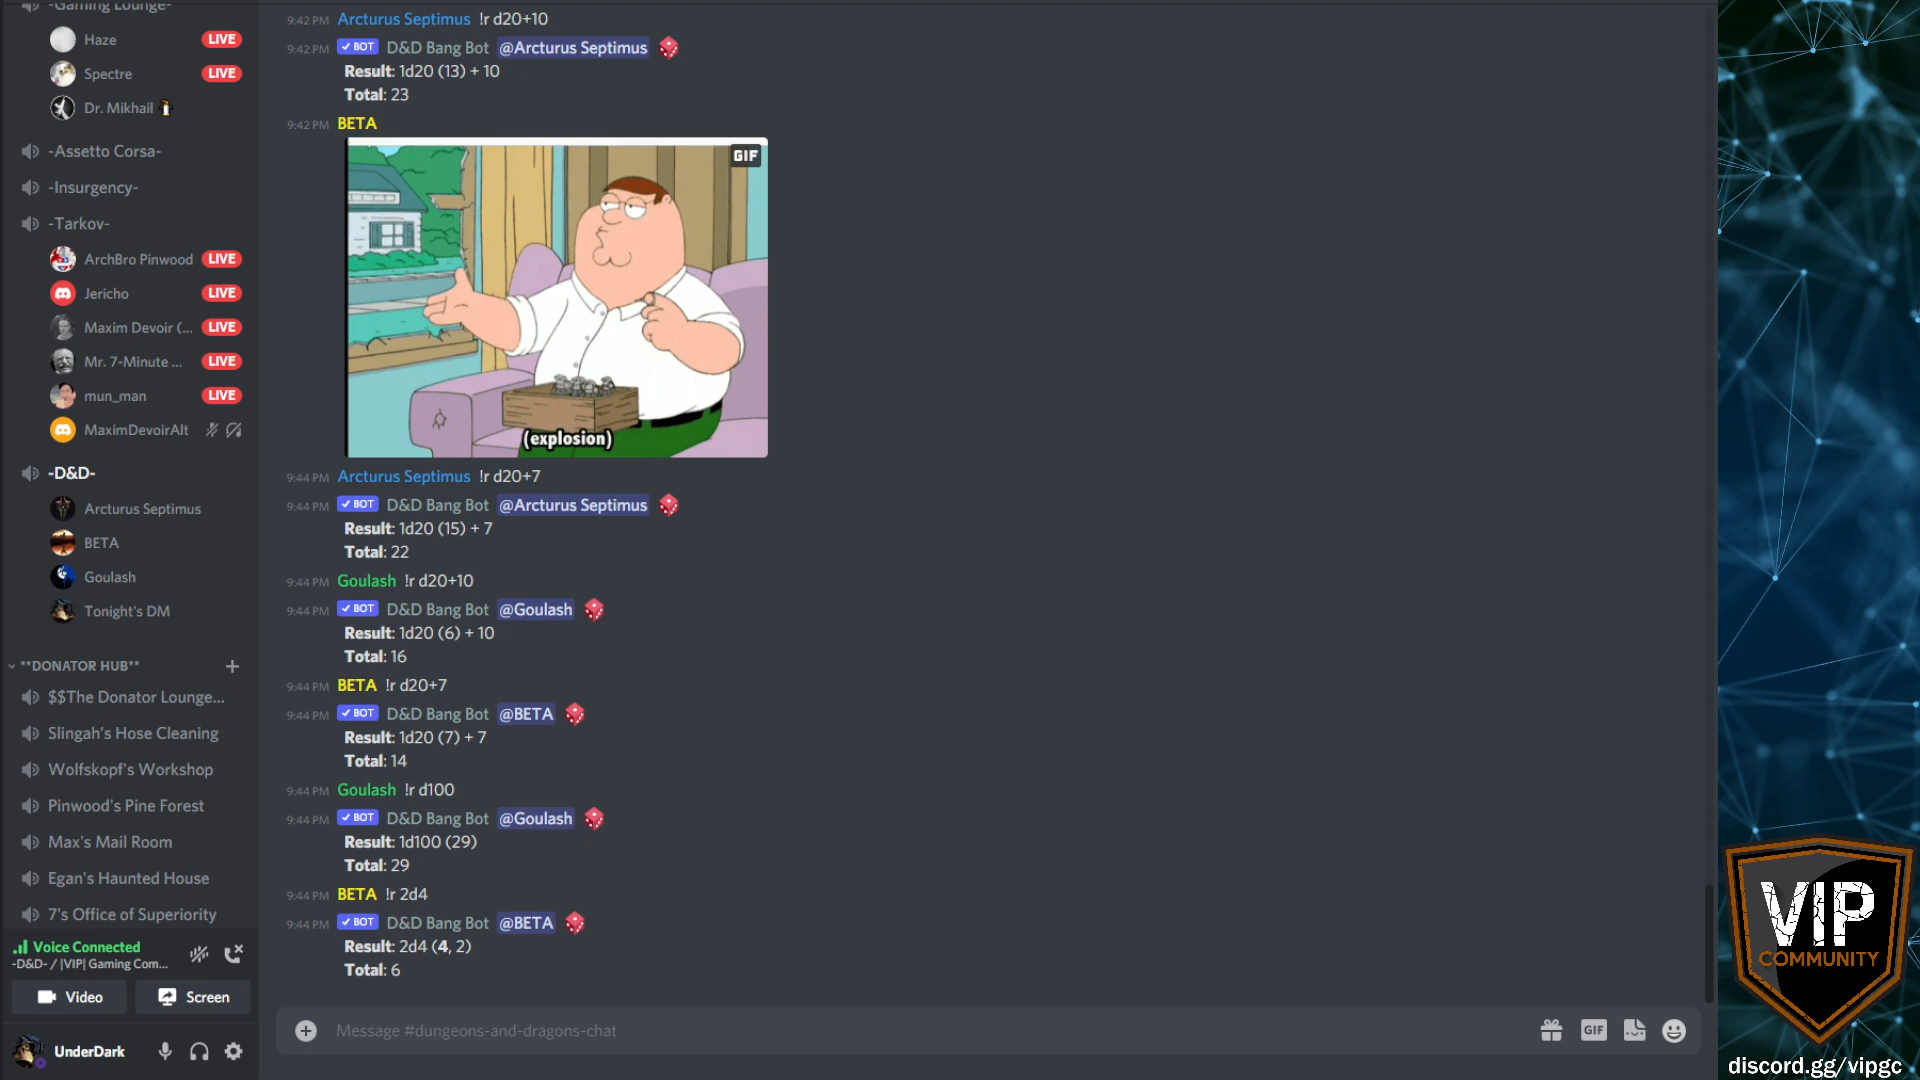 -Gaming Lounge-
Haze LIVE
Spectre LIVE
Dr. Mikhail
-Assetto Corsa-
-Insurgency-
-Tarkov-
ArchBro Pinwood LIVE
Jericho LIVE
Maxim Devoir (... LIVE
Mr. 7-Minute ... LIVE
mun_man LIVE
MaximDevoirAlt
-D&D-
Arcturus Septimus
BETA
Goulash
Tonight's DM
**DONATOR HUB** +
$$The Donator Lounge...
Slingah's Hose Cleaning
Wolfskopf's Workshop
Pinwood's Pine Forest
Max's Mail Room
Egan's Haunted House
7's Office of Superiority
Voice Connected
-D&D- / |VIP| Gaming Com...
Video Screen
UnderDark
9:42 PM Arcturus Septimus !r d20+10
9:42 PM BOT D&D Bang Bot @Arcturus Septimus
Result: 1d20 (13) + 10
Total: 23
9:42 PM BETA
GIF
(explosion)
9:44 PM Arcturus Septimus !r d20+7
9:44 PM BOT D&D Bang Bot @Arcturus Septimus
Result: 1d20 (15) + 7
Total: 22
9:44 PM Goulash !r d20+10
9:44 PM BOT D&D Bang Bot @Goulash
Result: 1d20 (6) + 10
Total: 16
9:44 PM BETA !r d20+7
9:44 PM BOT D&D Bang Bot @BETA
Result: 1d20 (7) + 7
Total: 14
9:44 PM Goulash !r d100
9:44 PM BOT D&D Bang Bot @Goulash
Result: 1d100 (29)
Total: 29
9:44 PM BETA !r 2d4
9:44 PM BOT D&D Bang Bot @BETA
Result: 2d4 (4, 2)
Total: 6
Message #dungeons-and-dragons-chat
GIF
VIP
COMMUNITY
discord.gg/vipgc